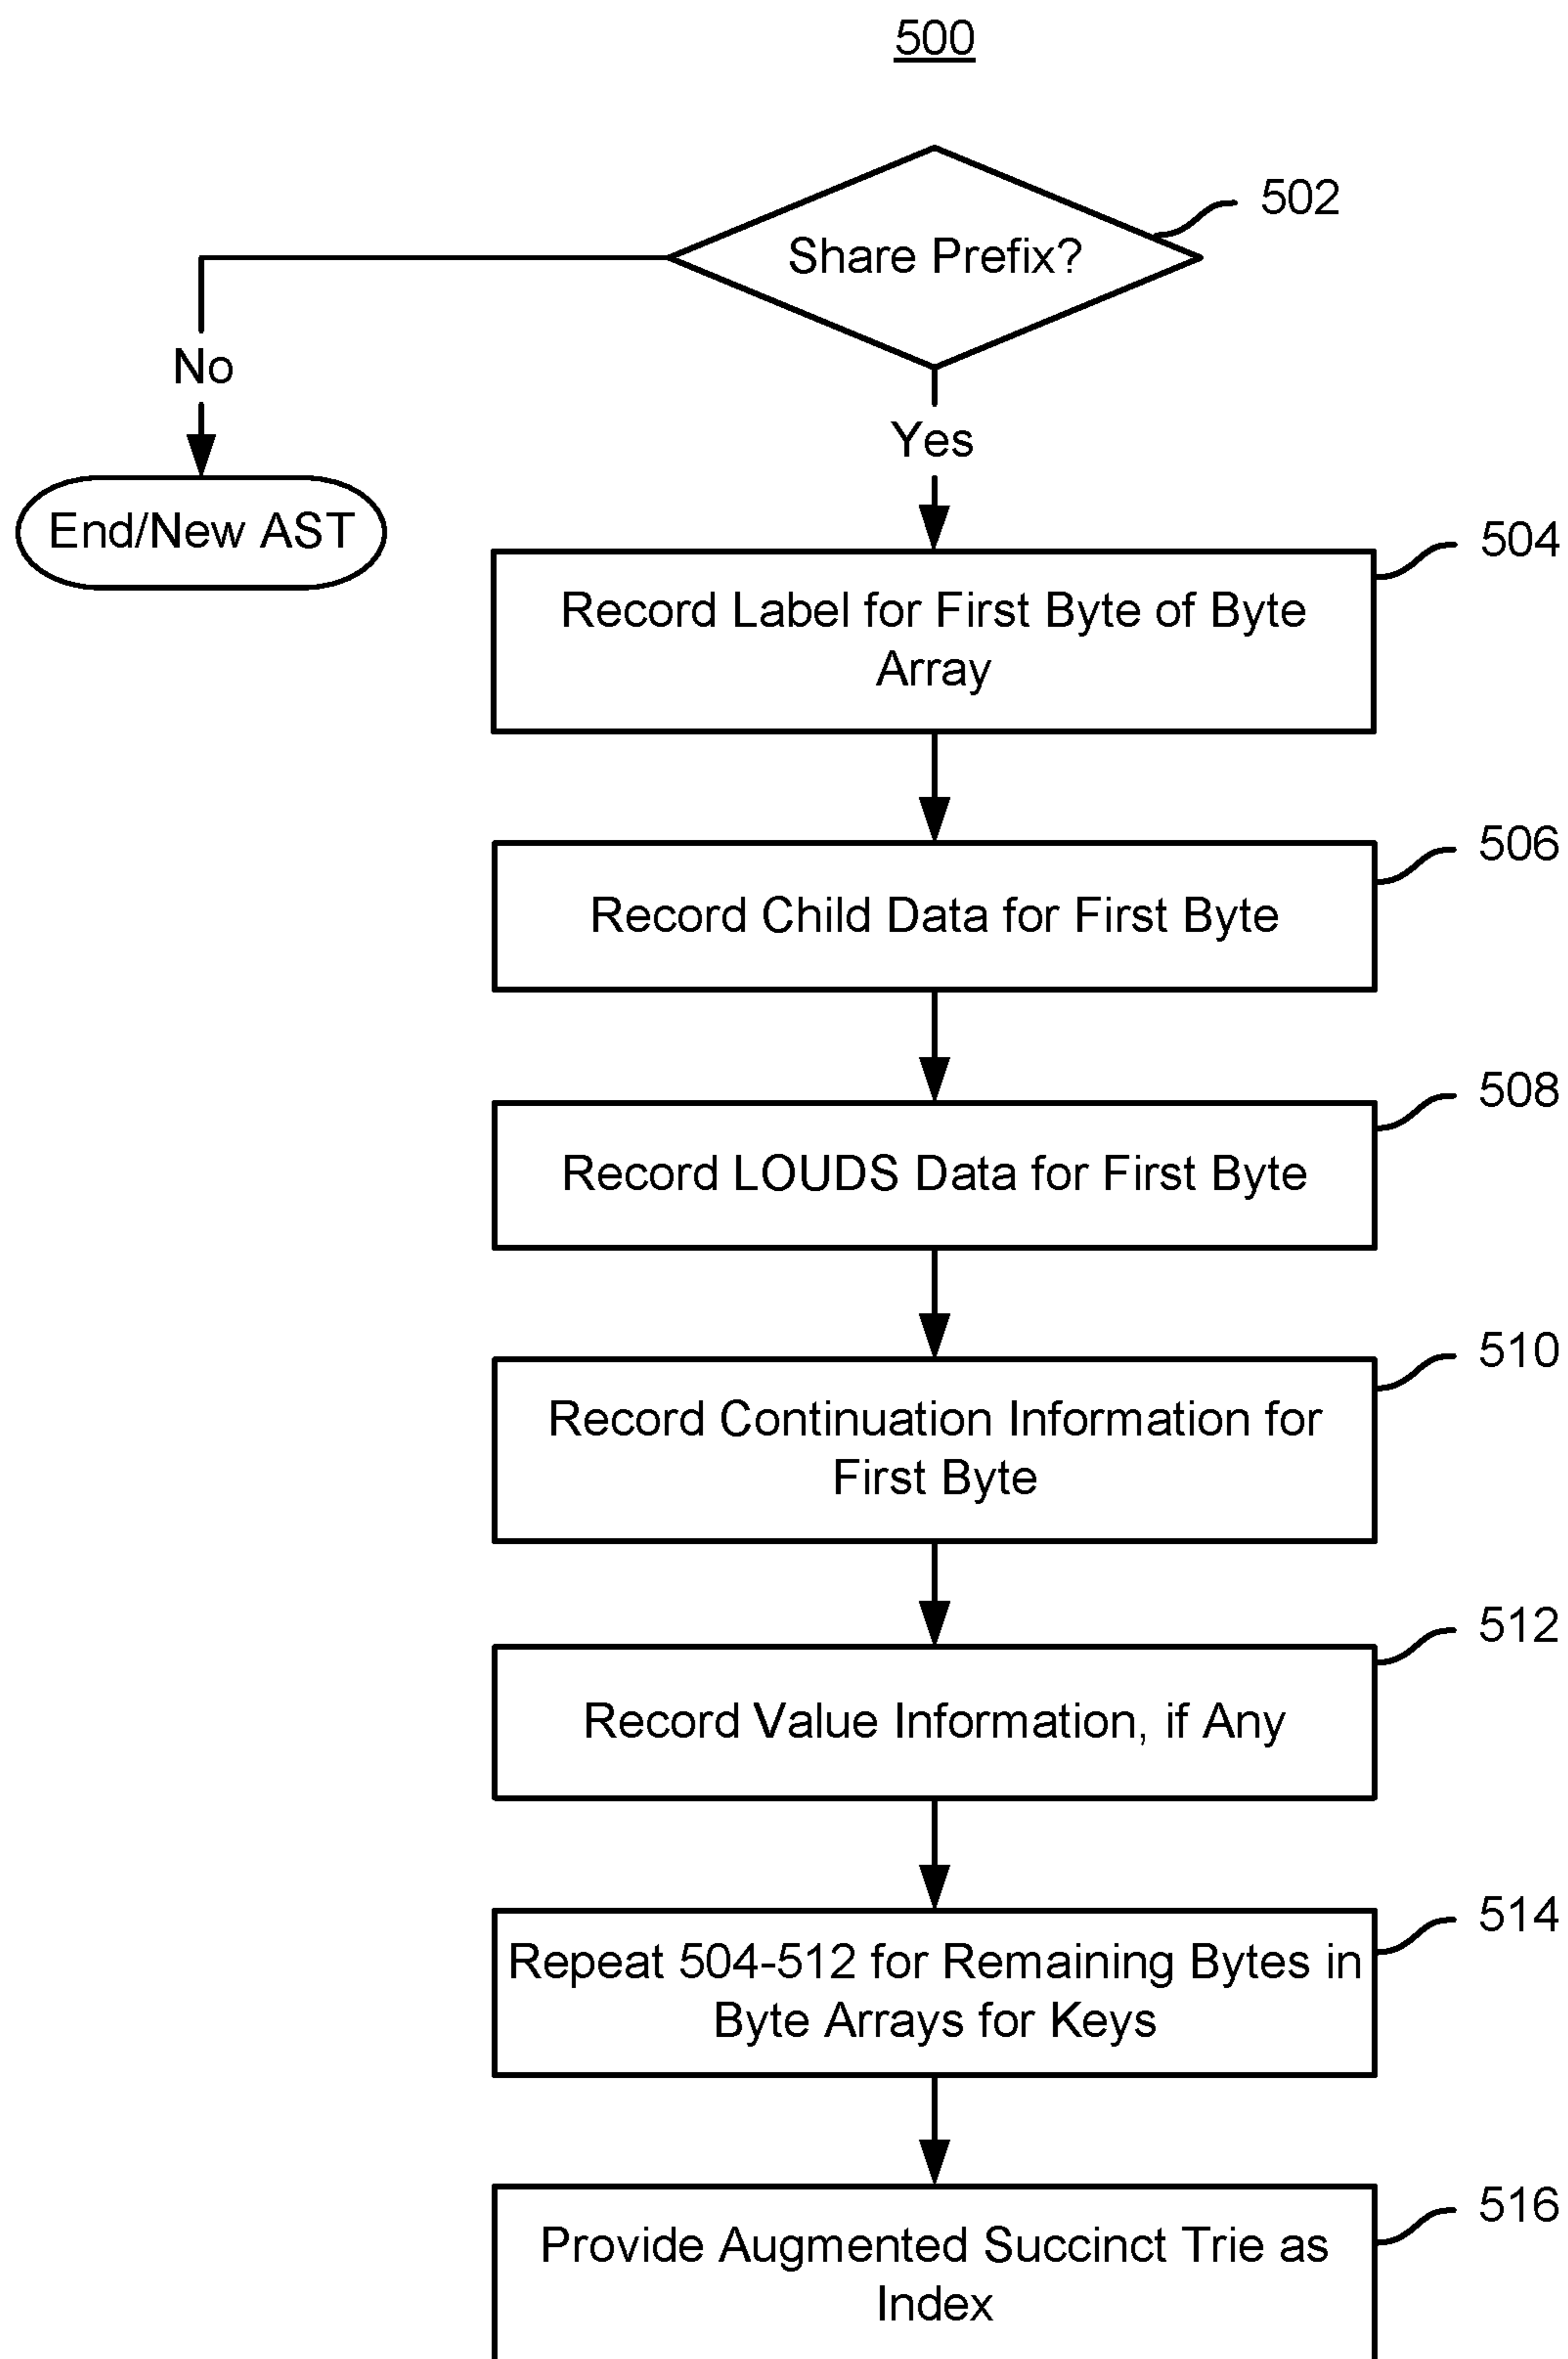 500
502
Share Prefix?
No
Yes
End/New AST
504
Record Label for First Byte of Byte
Array
506
Record Child Data for First Byte
508
Record LOUDS Data for First Byte
510
Record Continuation Information for
First Byte
512
Record Value Information, if Any
514
Repeat 504-512 for Remaining Bytes in
Byte Arrays for Keys
516
Provide Augmented Succinct Trie as
Index